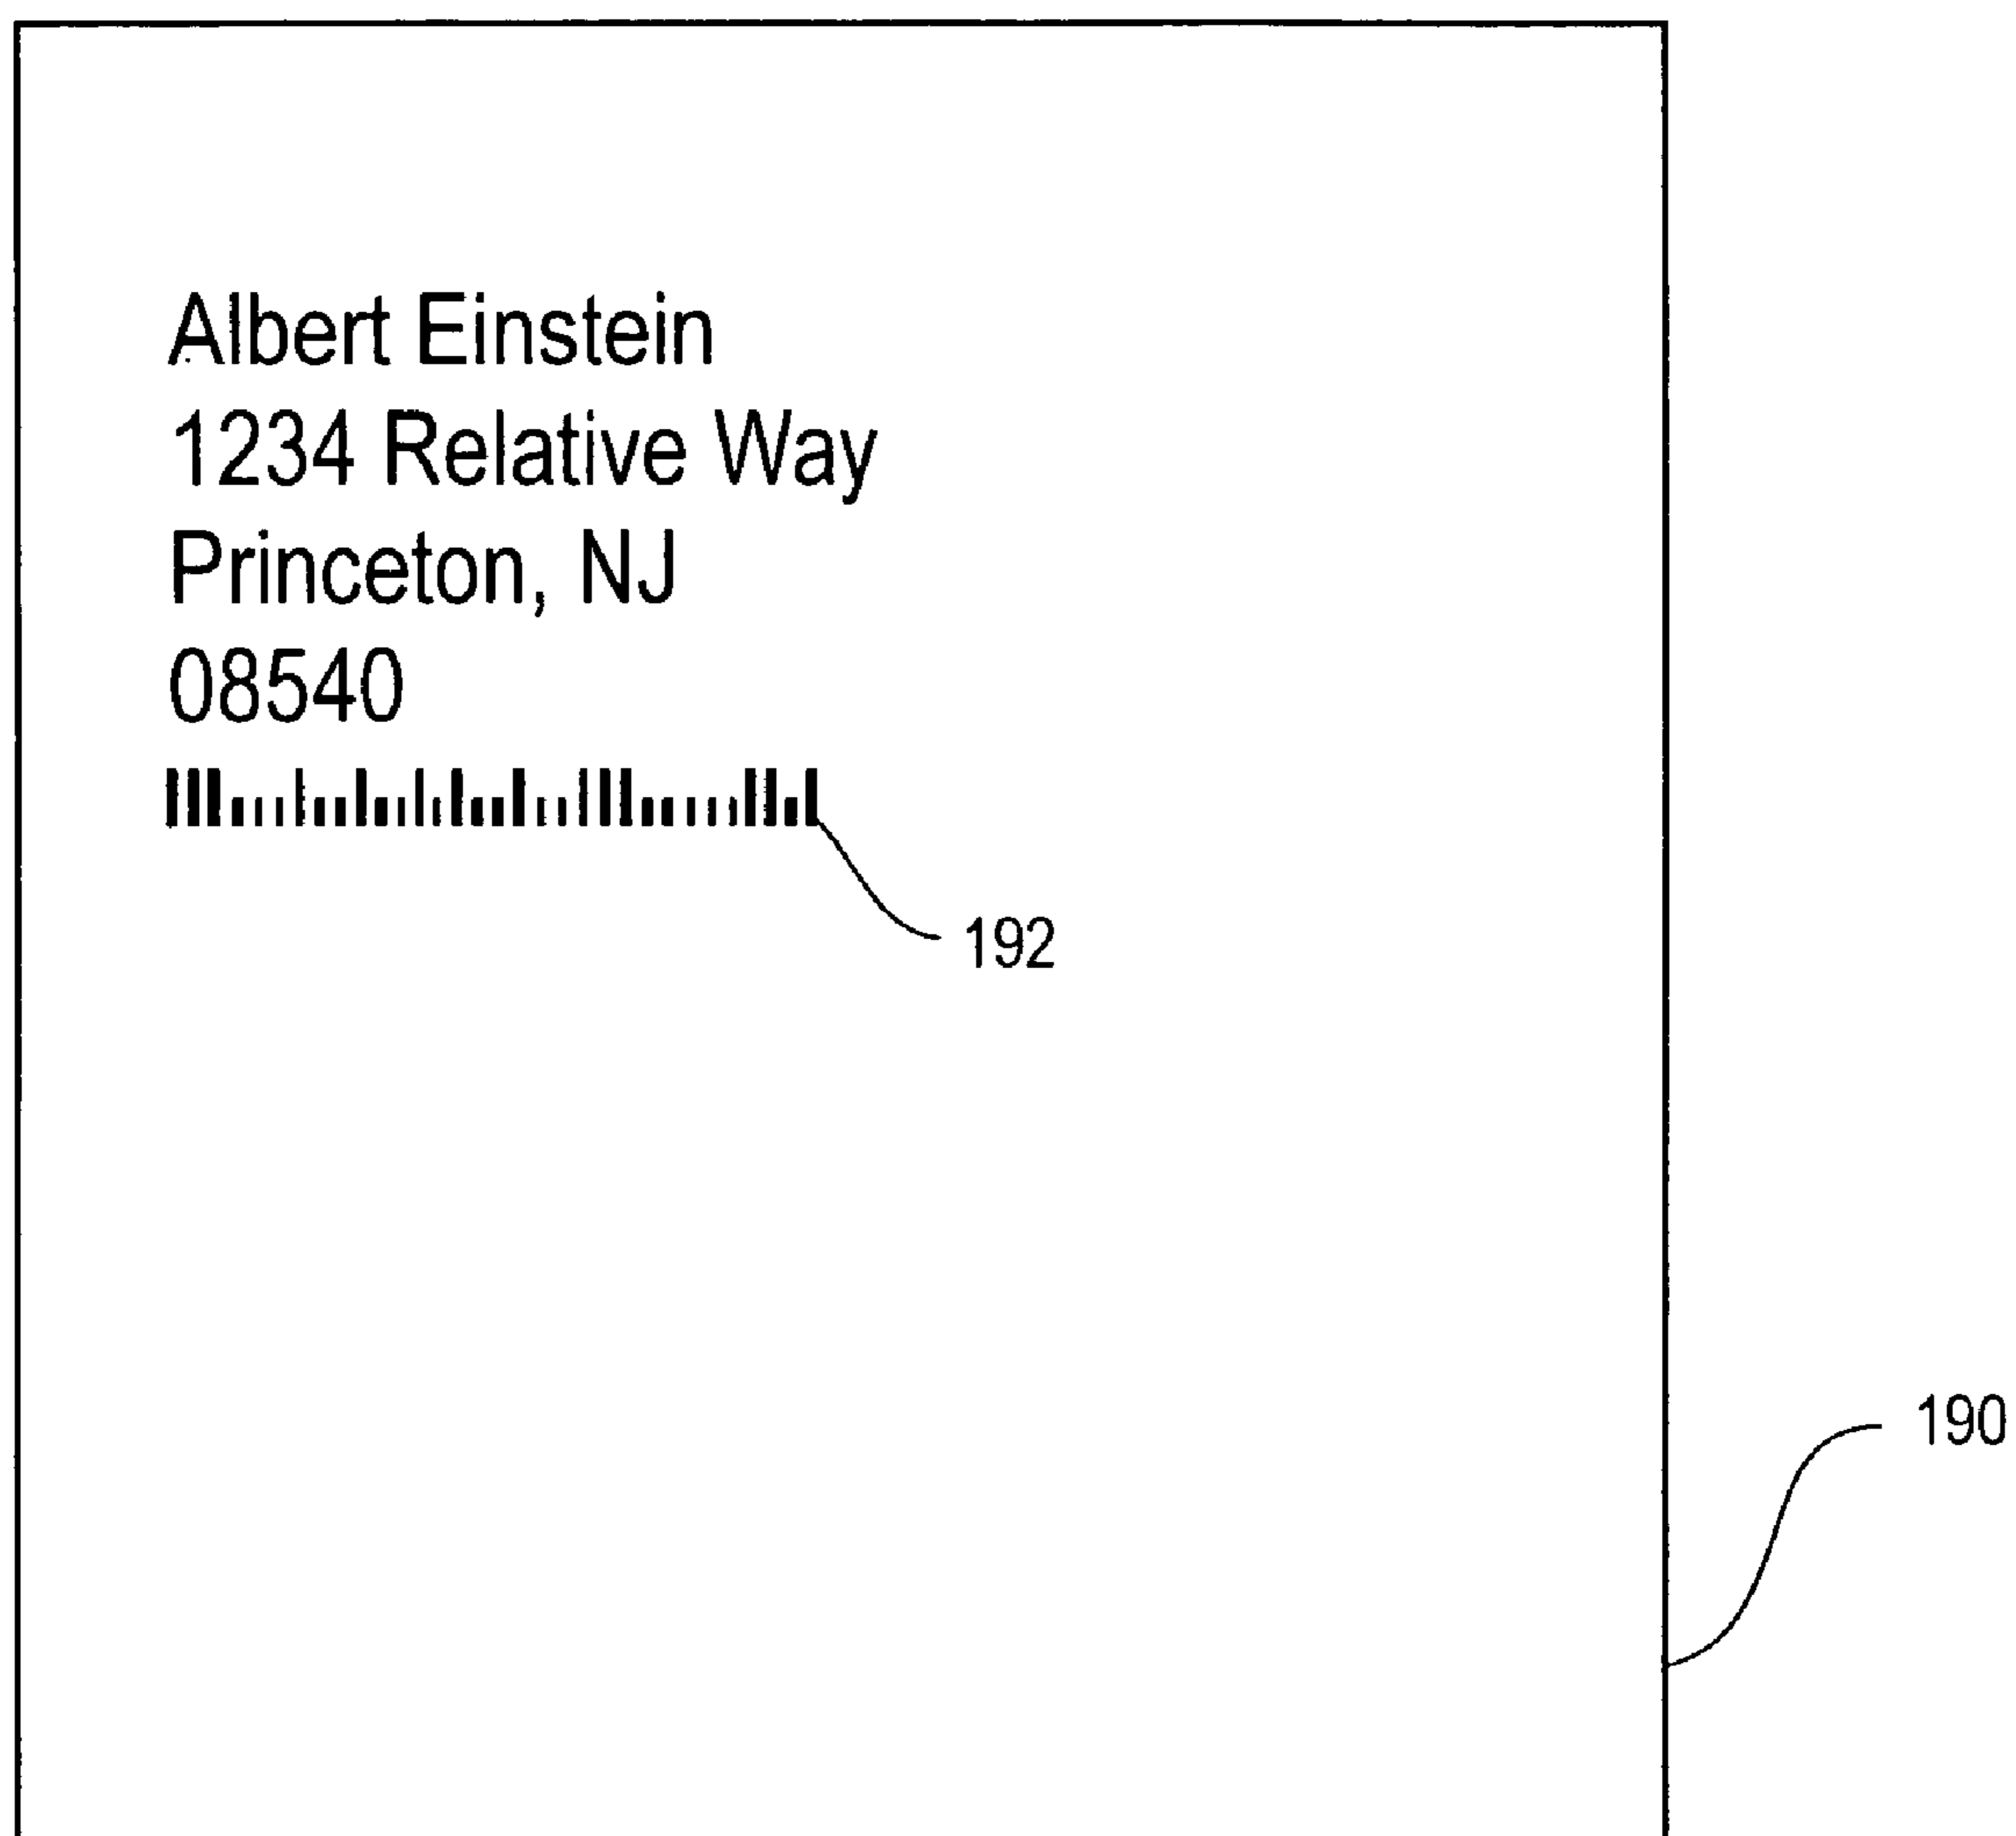 Albert Einstein
1234 Relative Way
Princeton, NJ
08540
192
190